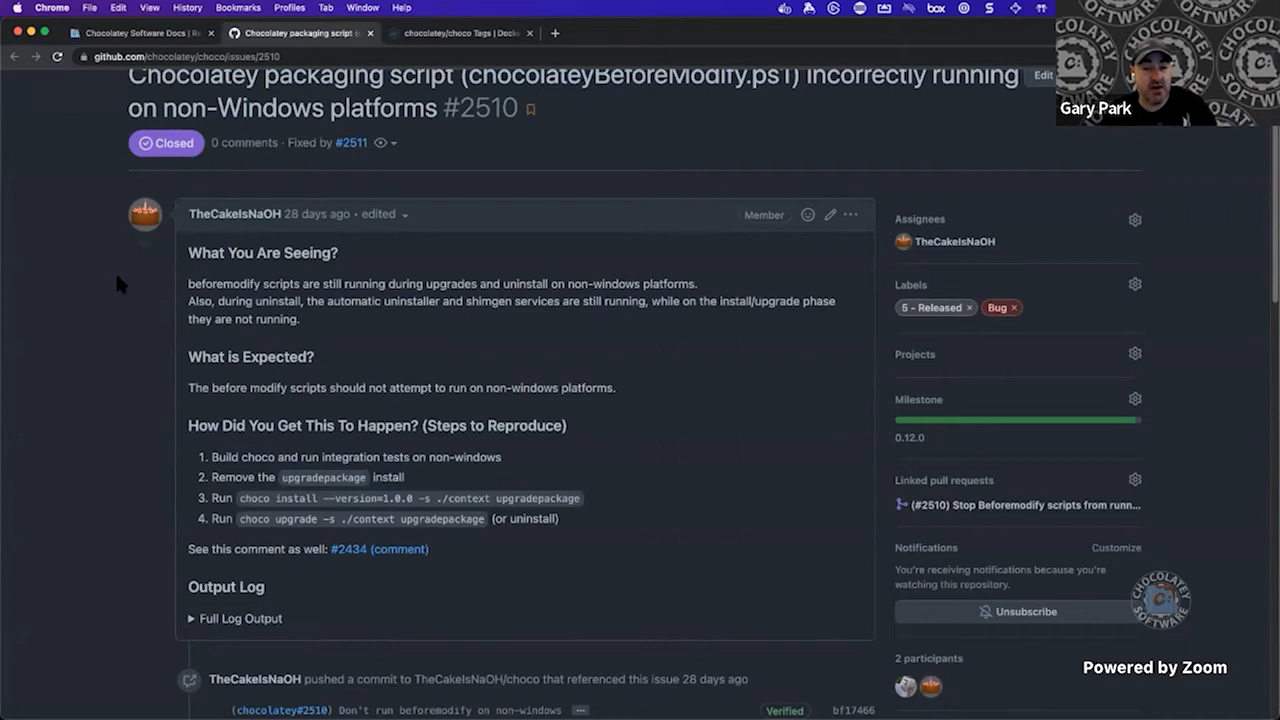 Chrome File Edit View History Bookmarks Profiles Tab Window Help
box
Chocolatey Software Docs | R
Chocolatey packaging script (
chocolatey/choco Tags | Dock
github.com/chocolatey/choco/issues/2510
Chocolatey packaging script (chocolateyBeforeModify.ps1) incorrectly running
on non-Windows platforms #2510
Edit
Gary Park
Closed
0 comments · Fixed by #2511
TheCakeIsNaOH 28 days ago • edited
Member
What You Are Seeing?
beforemodify scripts are still running during upgrades and uninstall on non-windows platforms.
Also, during uninstall, the automatic uninstaller and shimgen services are still running, while on the install/upgrade phase
they are not running.
What is Expected?
The before modify scripts should not attempt to run on non-windows platforms.
How Did You Get This To Happen? (Steps to Reproduce)
1. Build choco and run integration tests on non-windows
2. Remove the upgradepackage install
3. Run choco install --version=1.0.0 -s ./context upgradepackage
4. Run choco upgrade -s ./context upgradepackage (or uninstall)
See this comment as well: #2434 (comment)
Output Log
Full Log Output
TheCakeIsNaOH pushed a commit to TheCakeIsNaOH/choco that referenced this issue 28 days ago
(chocolatey#2510) Don't run beforemodify on non-windows
Verified
bf17466
Assignees
TheCakeIsNaOH
Labels
5 - Released
Bug
Projects
Milestone
0.12.0
Linked pull requests
(#2510) Stop Beforemodify scripts from runn...
Notifications
Customize
You're receiving notifications because you're
watching this repository.
Unsubscribe
2 participants
CHOCOLATEY
SOFTWARE
Powered by Zoom